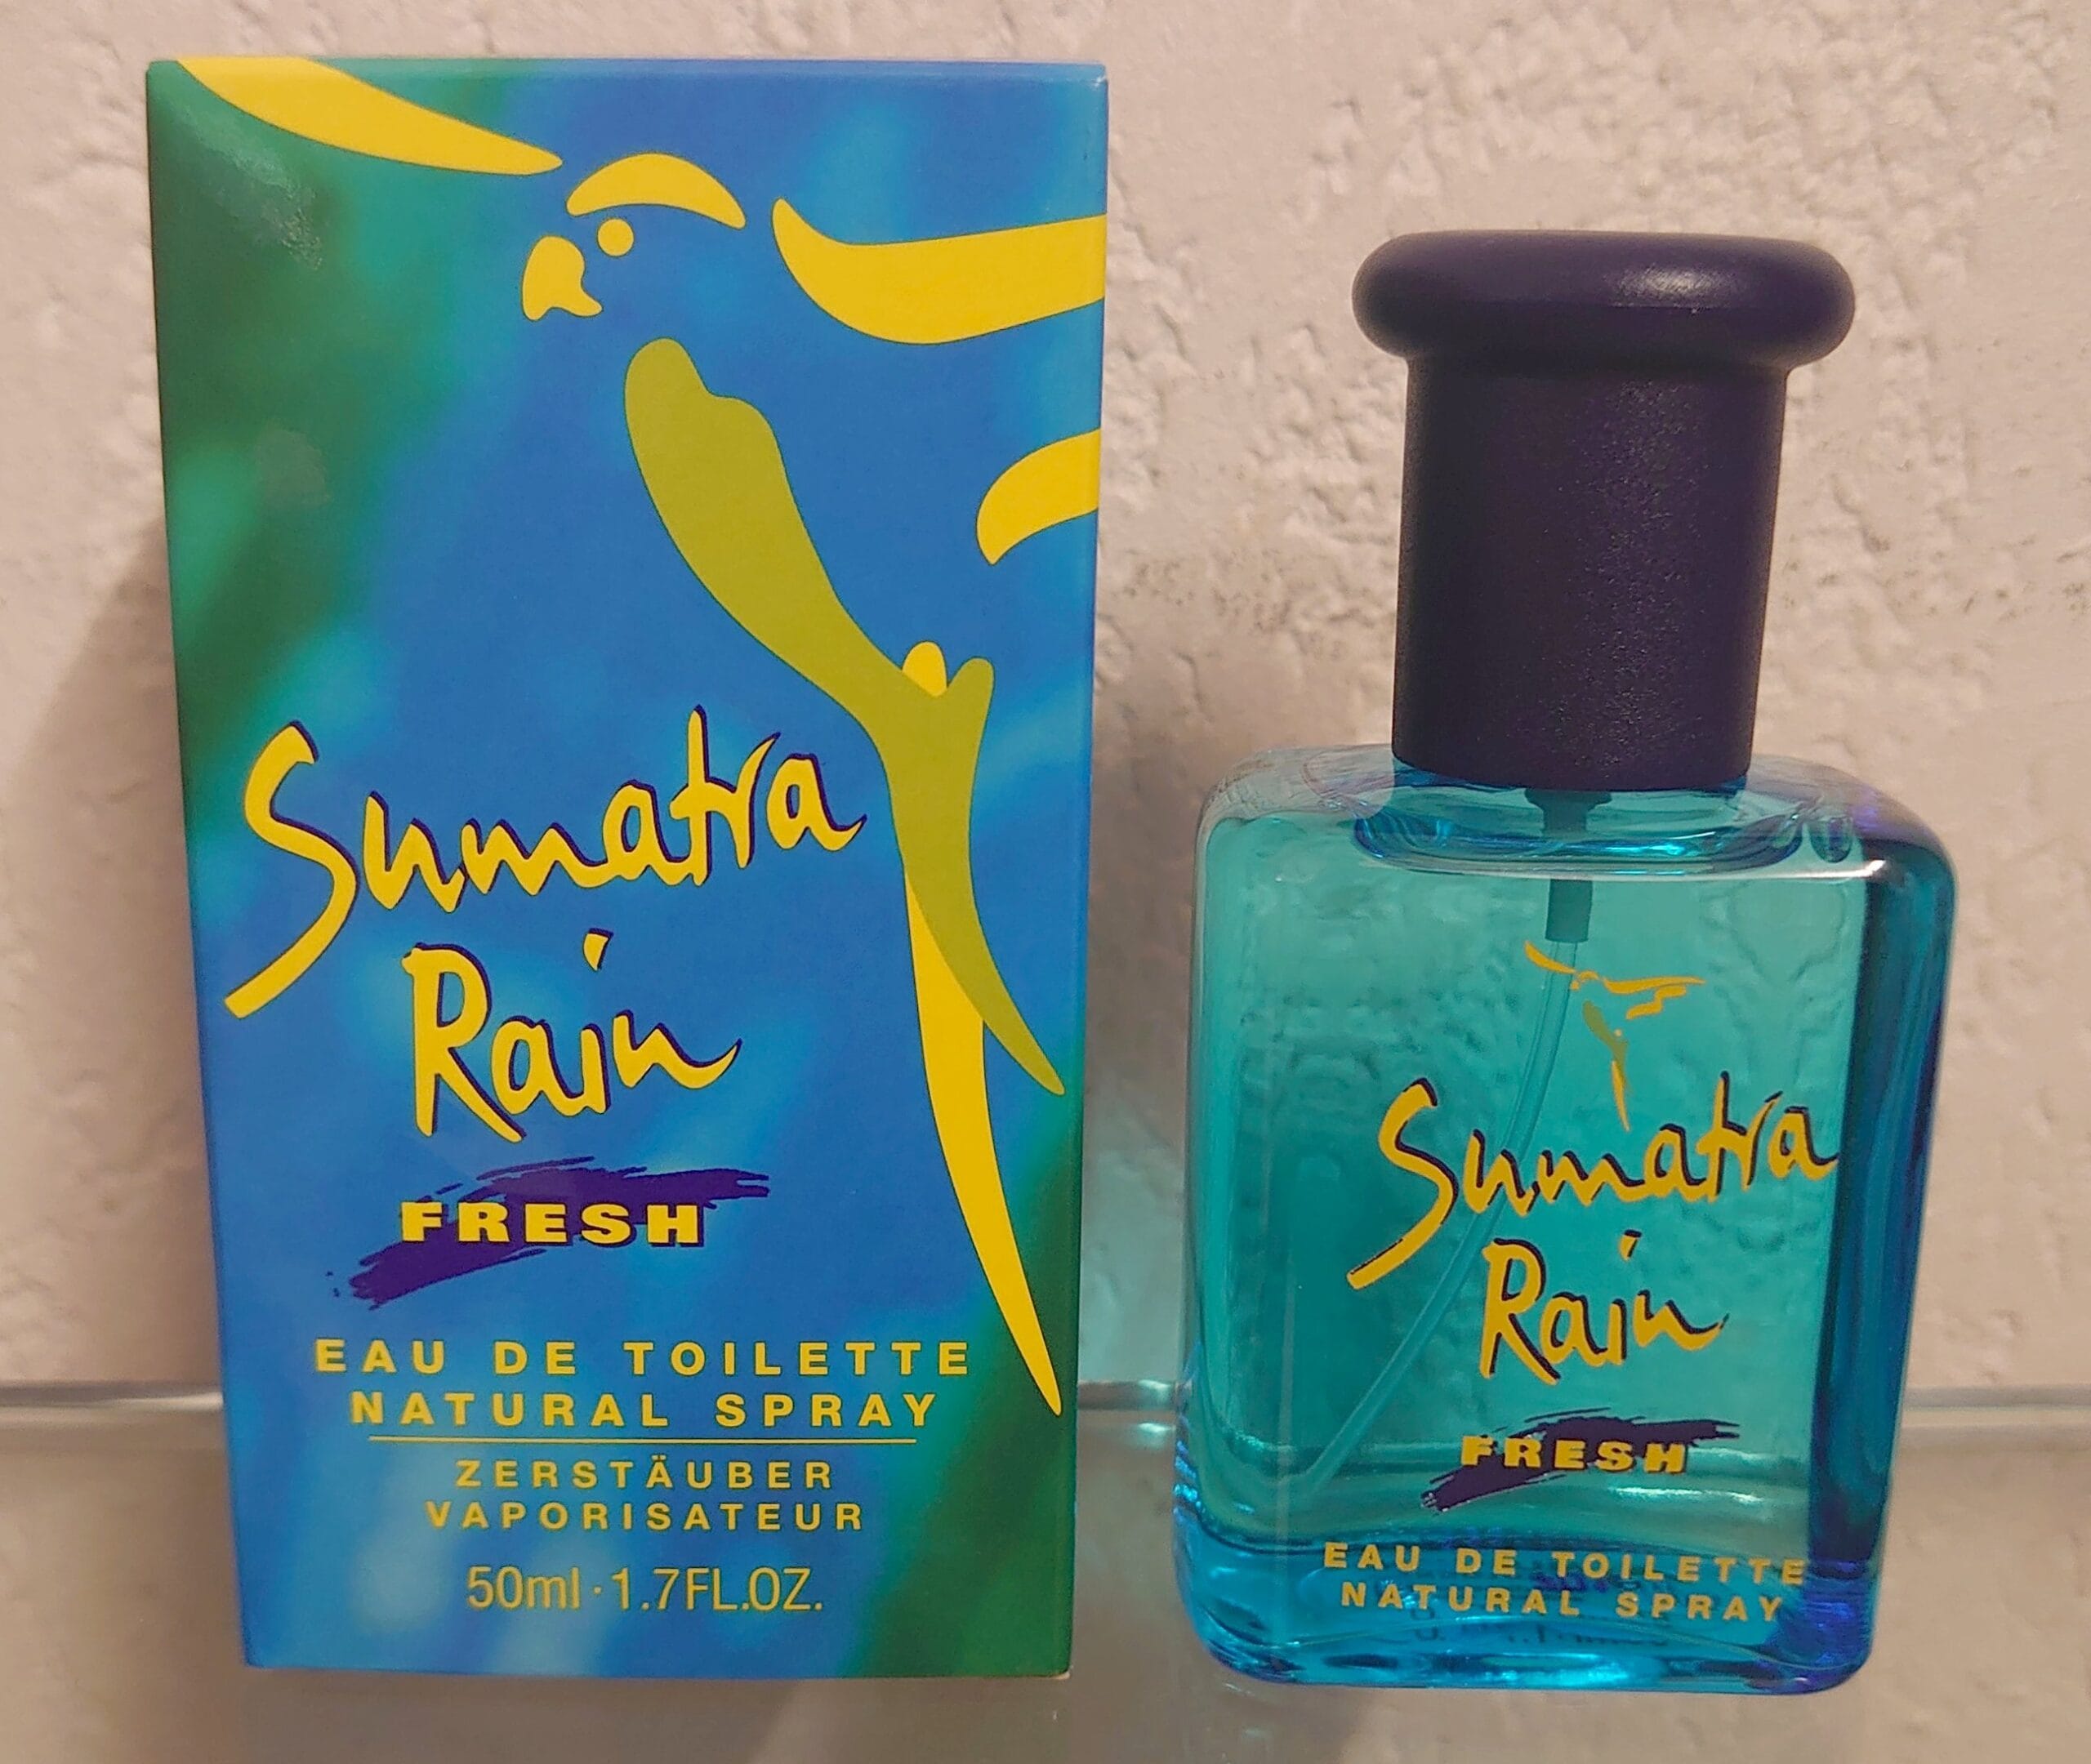 Sumatra
Rain
FRESH
EAU DE TOILETTE
NATURAL SPRAY
ZERSTÄUBER
VAPORISATEUR
50ml · 1.7FL.OZ.
Sumatra
Rain
FRESH
EAU DE TOILETTE
NATURAL SPRAY